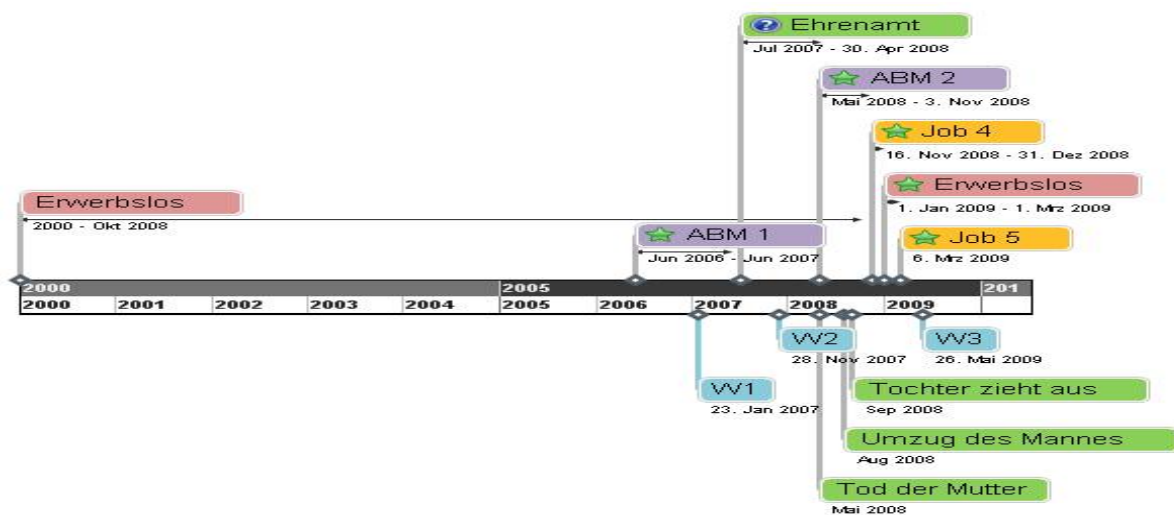 Ehrenamt
Jul 2007 - 30. Apr 2008
ABM 2
Mai 2008 - 3. Nov 2008
Job 4
16. Nov 2008 - 31. Dez 2008
Erwerbslos
1. Jan 2009 - 1. Mrz 2009
Erwerbslos
2000 - Okt 2008
ABM 1
Jun 2006 - Jun 2007
Job 5
6. Mrz 2009
2000 2005 201
2000 2001 2002 2003 2004 2005 2006 2007 2008 2009
W2
28. Nov 2007
W3
26. Mai 2009
W1
23. Jan 2007
Tochter zieht aus
Sep 2008
Umzug des Mannes
Aug 2008
Tod der Mutter
Mai 2008